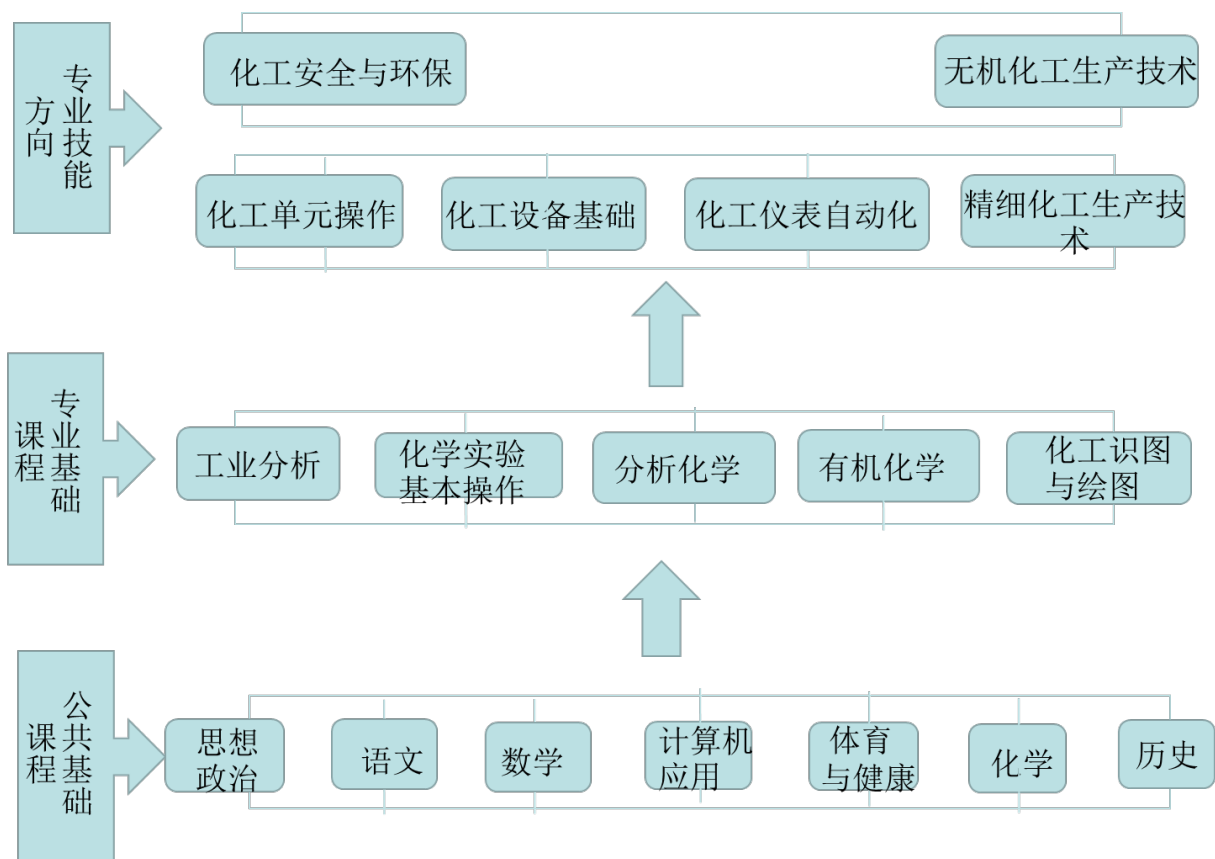 专业技能
方向
化工安全与环保
无机化工生产技术
化工单元操作
化工设备基础
化工仪表自动化
精细化工生产技
术
专业基础
课程
工业分析
化学实验
基本操作
分析化学
有机化学
化工识图
与绘图
公共基础
课程
思想
政治
语文
数学
计算机
应用
体育
与健康
化学
历史